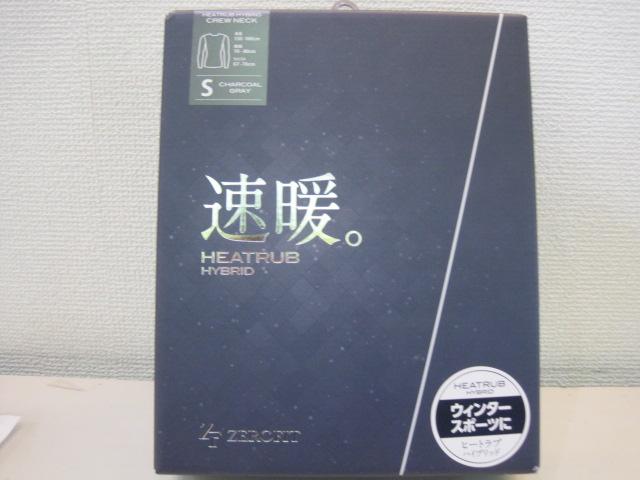 HEATRUB HYBRID
CREW NECK
S
CHARCOAL
GRAY
速暖。
HEATRUB
HYBRID
ZEROFIT
HEATRUB
HYBRID
ウィンター
スポーツに
ヒートラブ
ハイブリッド